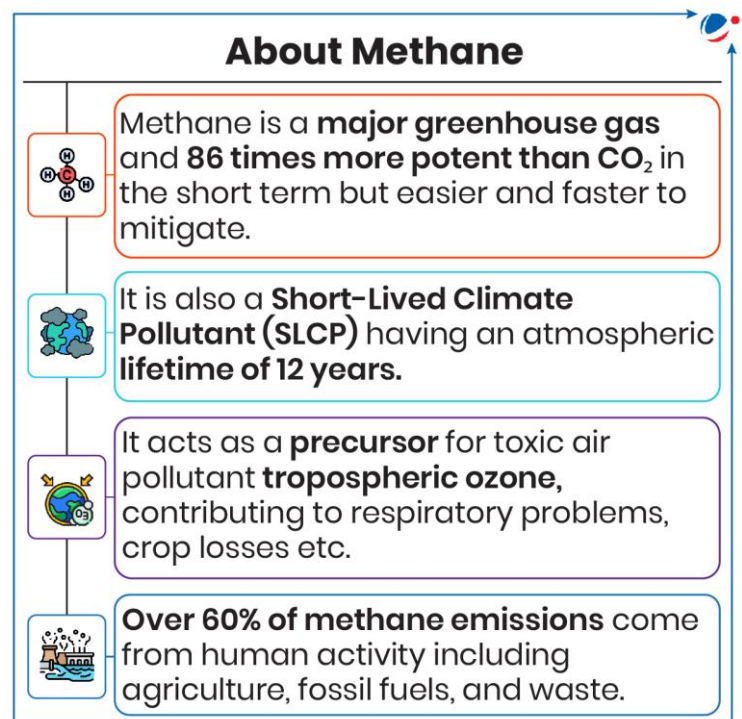 About Methane
Methane is a major greenhouse gas
and 86 times more potent than CO₂ in
the short term but easier and faster to
mitigate.
H
H C H
H
It is also a Short-Lived Climate
Pollutant (SLCP) having an atmospheric
lifetime of 12 years.
It acts as a precursor for toxic air
pollutant tropospheric ozone,
contributing to respiratory problems,
crop losses etc.
O3
Over 60% of methane emissions come
from human activity including
agriculture, fossil fuels, and waste.